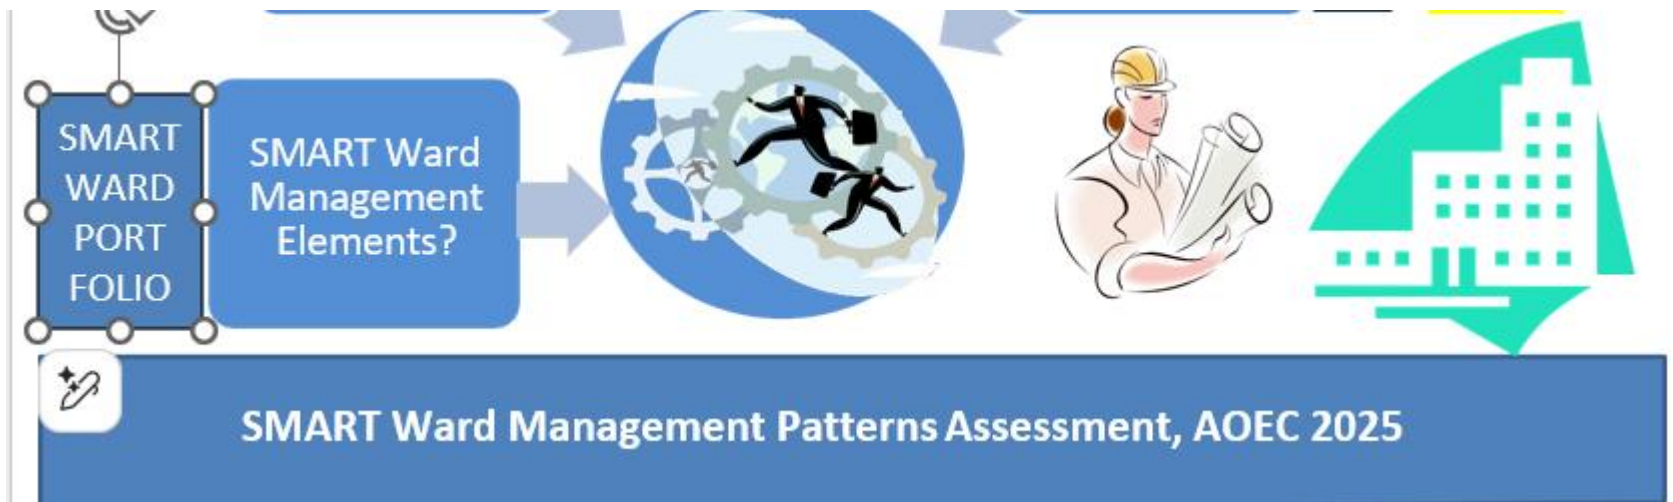 SMART
WARD
PORT
FOLIO
SMART Ward
Management
Elements?
SMART Ward Management Patterns Assessment, AOEC 2025